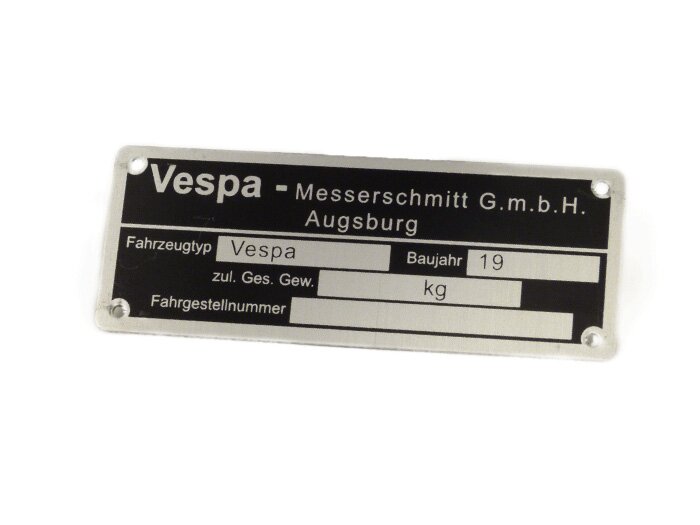 Vespa - Messerschmitt G.m.b.H.
Augsburg
Fahrzeugtyp Vespa Baujahr 19
zul. Ges. Gew. kg
Fahrgestellnummer